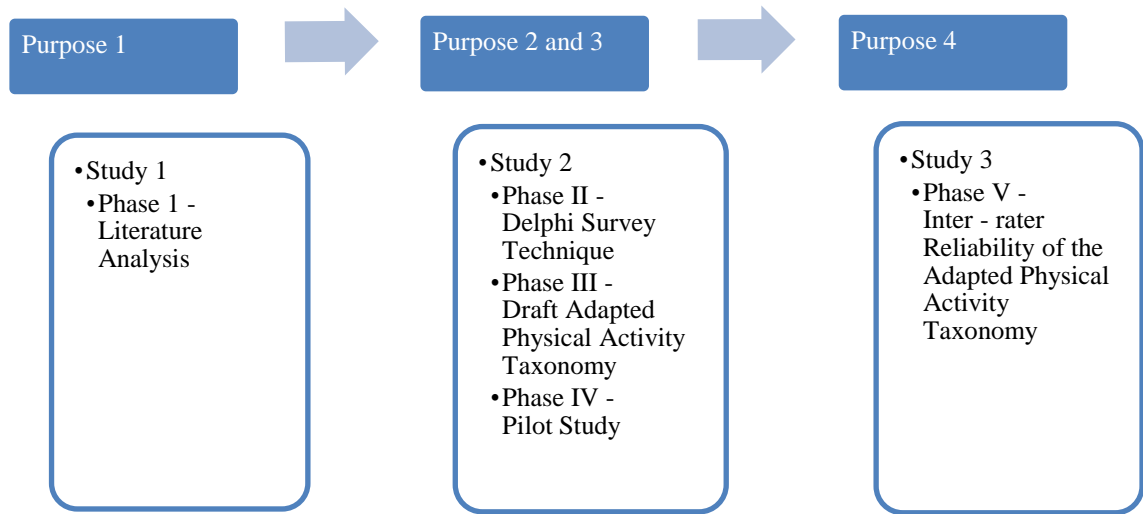 Purpose 1
Purpose 2 and 3
Purpose 4
•Study 1
•Phase 1 -
Literature
Analysis
•Study 2
•Phase II -
Delphi Survey
Technique
•Phase III -
Draft Adapted
Physical Activity
Taxonomy
•Phase IV -
Pilot Study
•Study 3
•Phase V -
Inter - rater
Reliability of the
Adapted Physical
Activity
Taxonomy